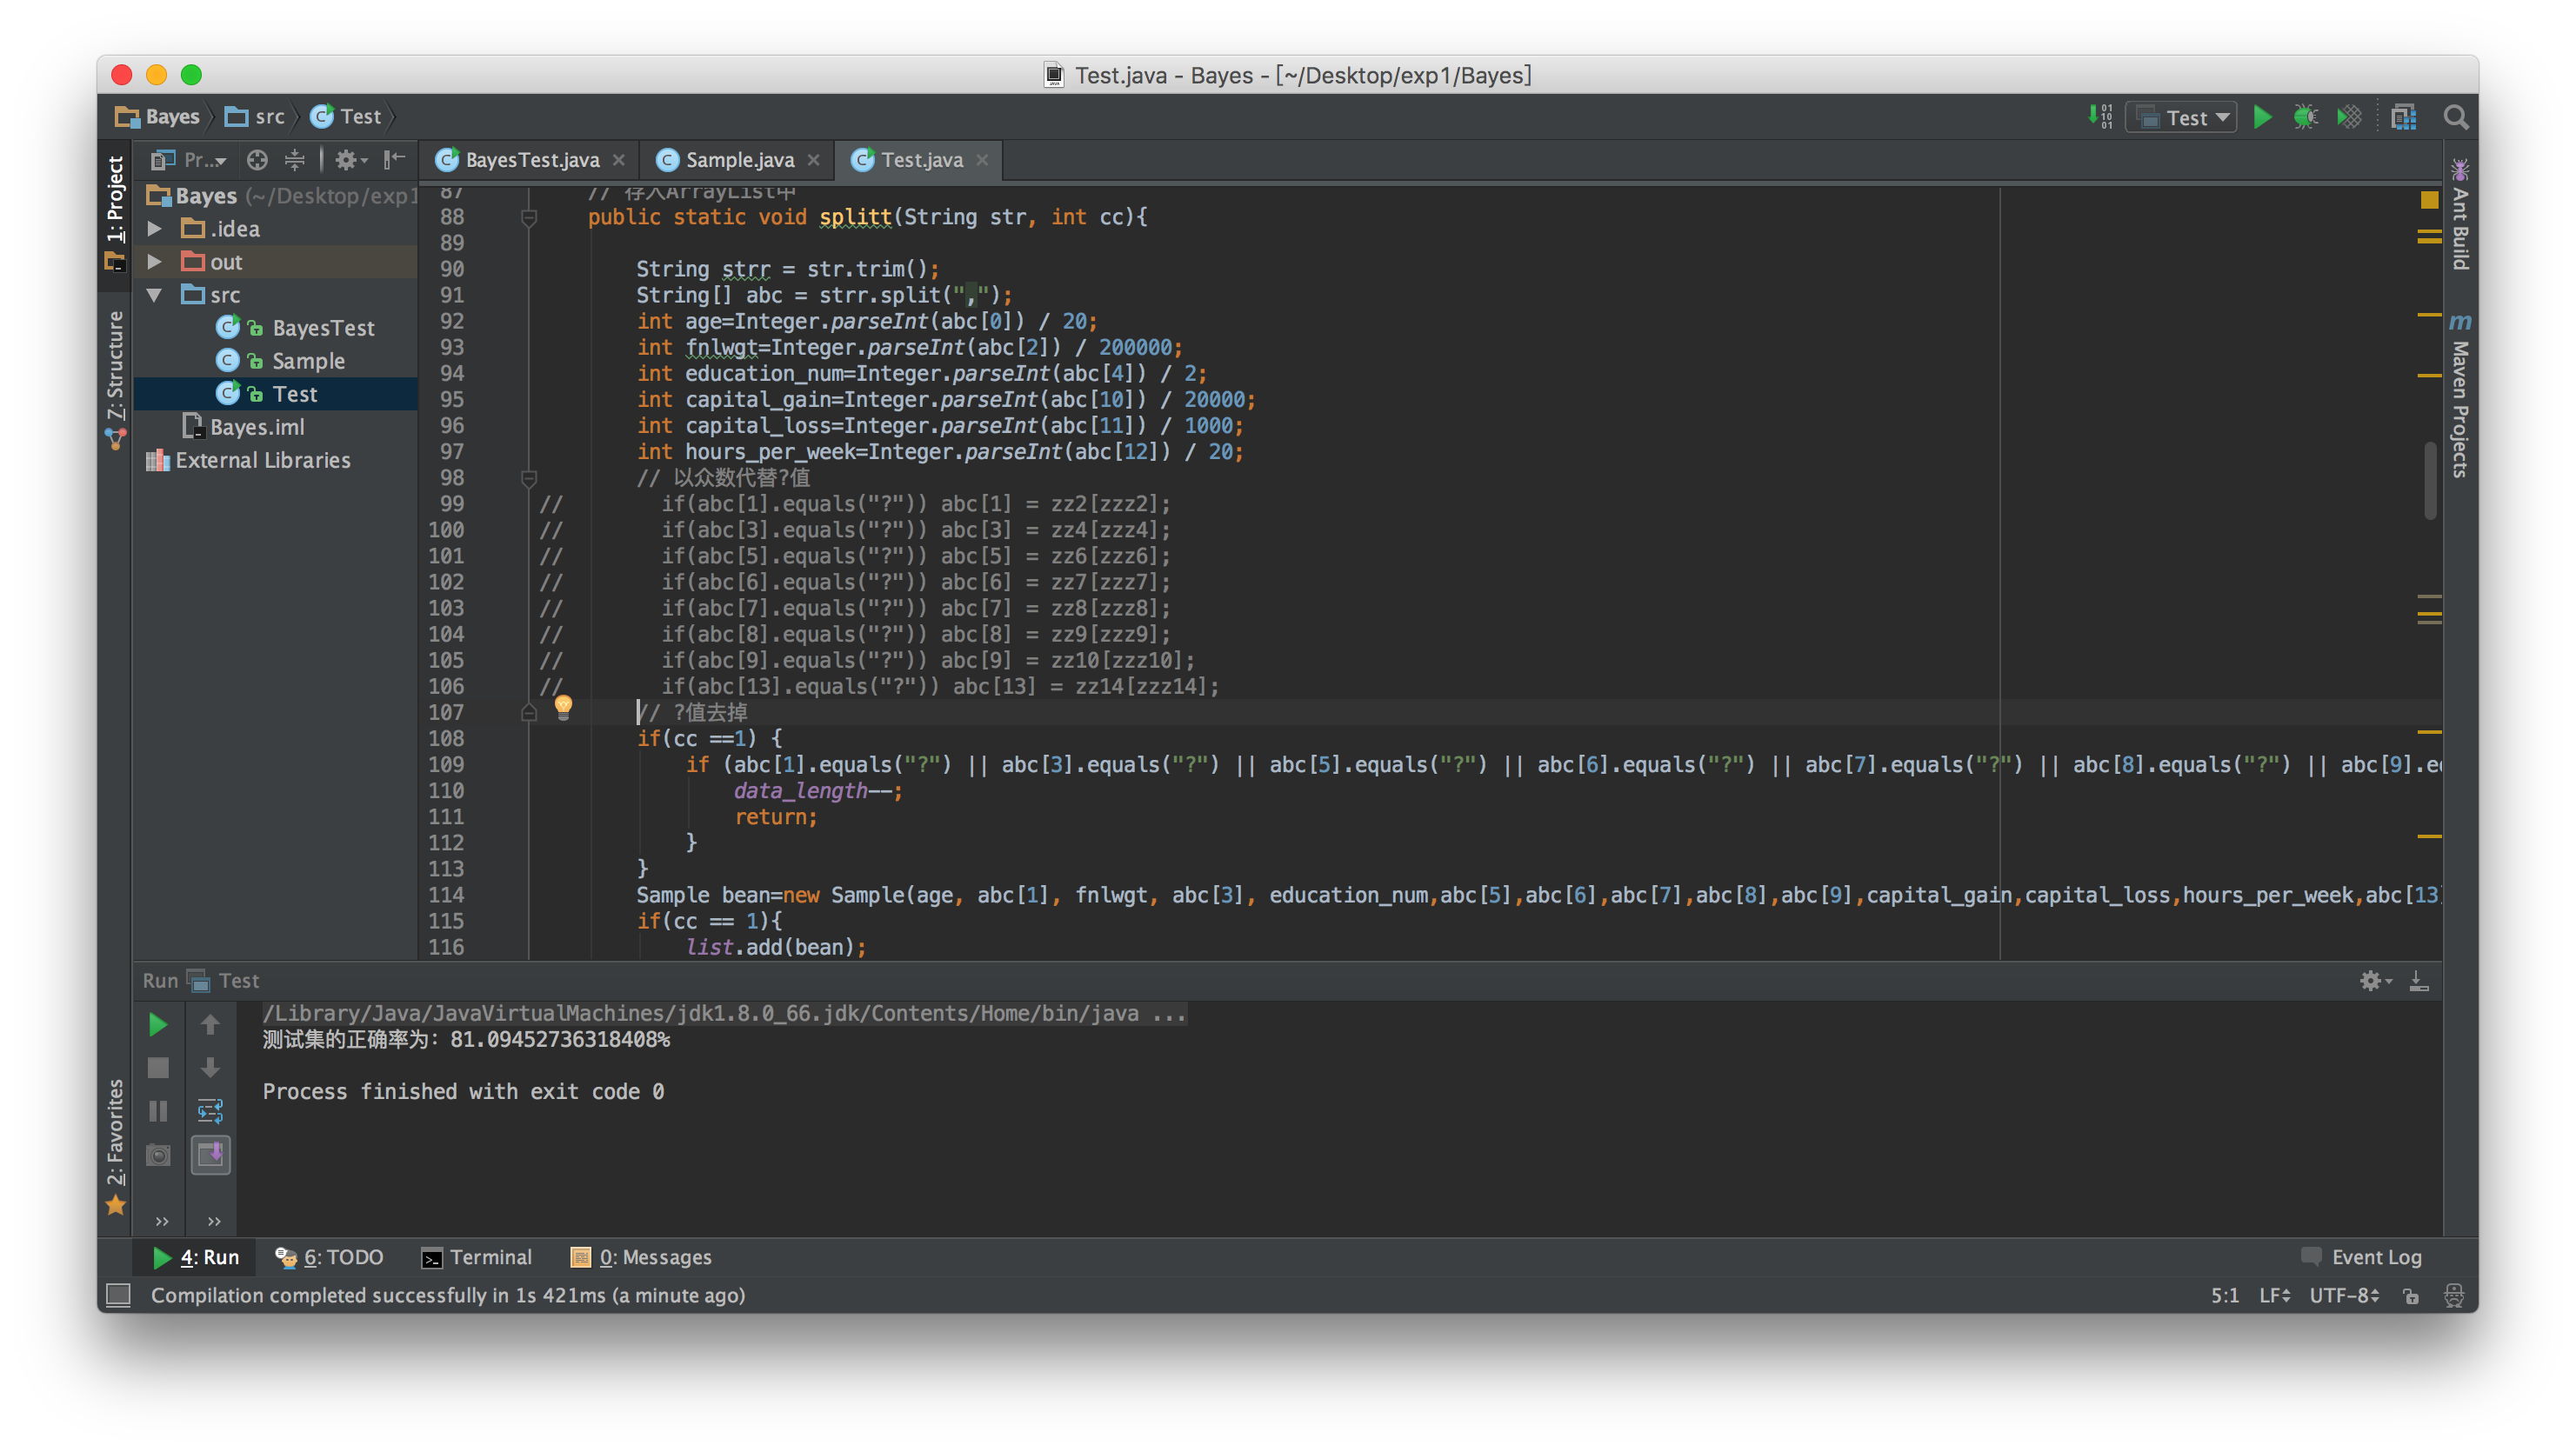 Test.java - Bayes - [~/Desktop/exp1/Bayes]
Bayes src Test
Test
1: Project
7: Structure
2: Favorites
Pr...
Bayes (~/Desktop/exp1
.idea
out
src
BayesTest
Sample
Test
Bayes.iml
External Libraries
BayesTest.java Sample.java Test.java
87 // 存入ArrayList中
88 public static void splitt(String str, int cc){
89
90 String strr = str.trim();
91 String[] abc = strr.split(",");
92 int age=Integer.parseInt(abc[0]) / 20;
93 int fnlwgt=Integer.parseInt(abc[2]) / 200000;
94 int education_num=Integer.parseInt(abc[4]) / 2;
95 int capital_gain=Integer.parseInt(abc[10]) / 20000;
96 int capital_loss=Integer.parseInt(abc[11]) / 1000;
97 int hours_per_week=Integer.parseInt(abc[12]) / 20;
98 // 以众数代替?值
99 // if(abc[1].equals("?")) abc[1] = zz2[zzz2];
100 // if(abc[3].equals("?")) abc[3] = zz4[zzz4];
101 // if(abc[5].equals("?")) abc[5] = zz6[zzz6];
102 // if(abc[6].equals("?")) abc[6] = zz7[zzz7];
103 // if(abc[7].equals("?")) abc[7] = zz8[zzz8];
104 // if(abc[8].equals("?")) abc[8] = zz9[zzz9];
105 // if(abc[9].equals("?")) abc[9] = zz10[zzz10];
106 // if(abc[13].equals("?")) abc[13] = zz14[zzz14];
107 // ?值去掉
108 if(cc ==1) {
109 if (abc[1].equals("?") || abc[3].equals("?") || abc[5].equals("?") || abc[6].equals("?") || abc[7].equals("?") || abc[8].equals("?") || abc[9].e
110 data_length--;
111 return;
112 }
113 }
114 Sample bean=new Sample(age, abc[1], fnlwgt, abc[3], education_num,abc[5],abc[6],abc[7],abc[8],abc[9],capital_gain,capital_loss,hours_per_week,abc[13]
115 if(cc == 1){
116 list.add(bean);
Ant Build
m Maven Projects
Run Test
/Library/Java/JavaVirtualMachines/jdk1.8.0_66.jdk/Contents/Home/bin/java ...
测试集的正确率为: 81.09452736318408%
Process finished with exit code 0
4: Run 6: TODO Terminal 0: Messages Event Log
Compilation completed successfully in 1s 421ms (a minute ago) 5:1 LF UTF-8